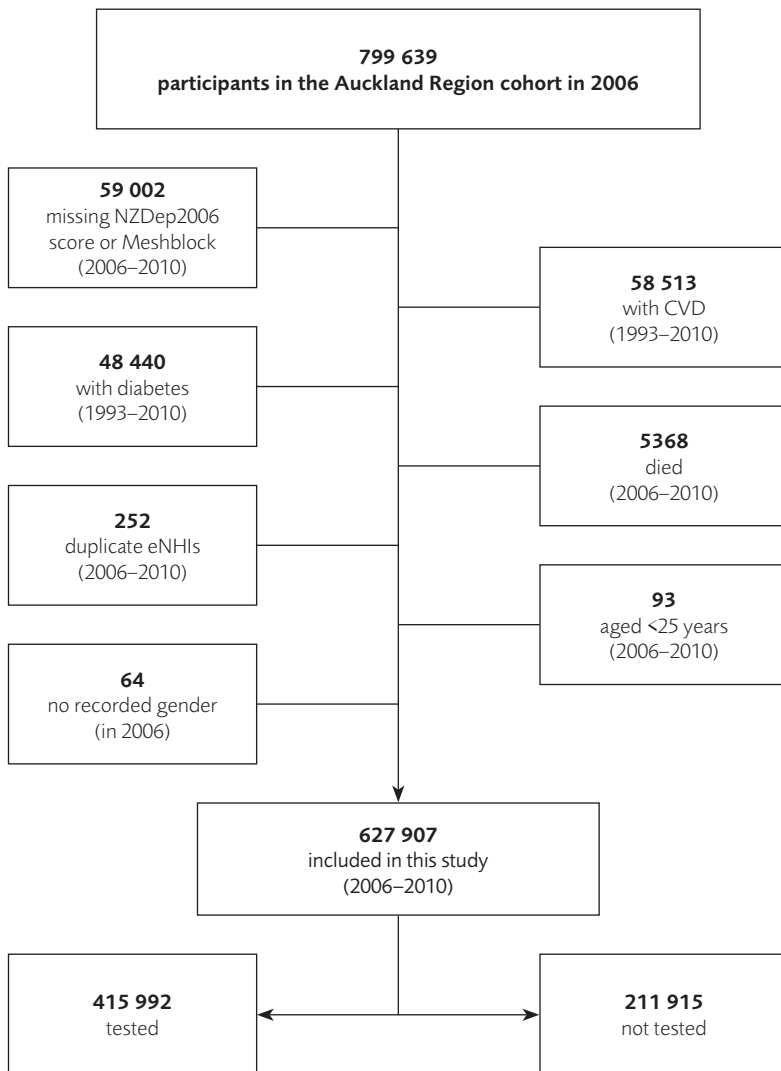 799 639
participants in the Auckland Region cohort in 2006
59 002
missing NZDep2006
score or Meshblock
(2006–2010)
58 513
with CVD
(1993–2010)
48 440
with diabetes
(1993–2010)
5368
died
(2006–2010)
252
duplicate eNHIs
(2006–2010)
93
aged <25 years
(2006–2010)
64
no recorded gender
(in 2006)
627 907
included in this study
(2006–2010)
415 992
tested
211 915
not tested